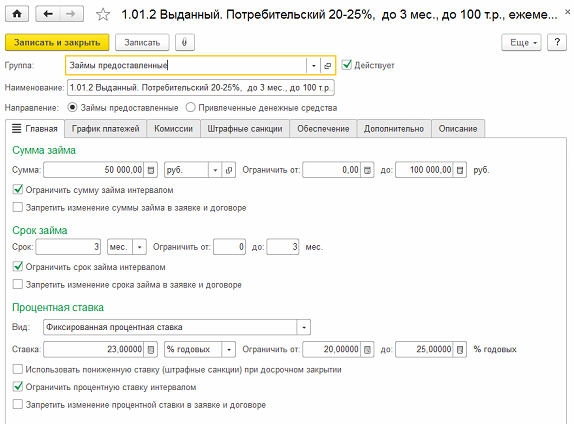 1.01.2 Выданный. Потребительский 20-25%, до 3 мес., до 100 т.р., ежеме...
Записать и закрыть Записать Еще ?
Группа: Займы предоставленные Действует
Наименование: 1.01.2 Выданный. Потребительский 20-25%, до 3 мес., до 100 т.р.
Направление: Займы предоставленные Привлеченные денежные средства
Главная График платежей Комиссии Штрафные санкции Обеспечение Дополнительно Описание
Сумма займа
Сумма: 50 000,00 руб. Ограничить от: 0,00 до: 100 000,00 руб.
Ограничить сумму займа интервалом
Запретить изменение суммы займа в заявке и договоре
Срок займа
Срок: 3 мес. Ограничить от: 0 до: 3 мес.
Ограничить срок займа интервалом
Запретить изменение срока займа в заявке и договоре
Процентная ставка
Вид: Фиксированная процентная ставка
Ставка: 23,00000 % годовых Ограничить от: 20,00000 до: 25,00000 % годовых
Использовать пониженную ставку (штрафные санкции) при досрочном закрытии
Ограничить процентную ставку интервалом
Запретить изменение процентной ставки в заявке и договоре